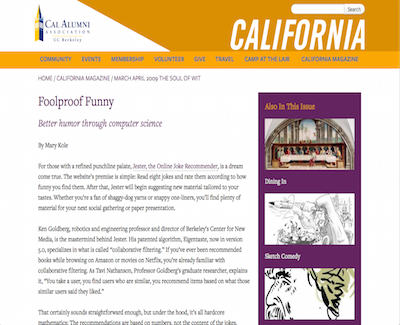 CAL ALUMNI
ASSOCIATION
UC Berkeley
Search
CALIFORNIA
COMMUNITY EVENTS MEMBERSHIP VOLUNTEER GIVE TRAVEL CAMP AT THE LAIR CALIFORNIA MAGAZINE
HOME / CALIFORNIA MAGAZINE / MARCH APRIL 2009 THE SOUL OF WIT
Foolproof Funny
Better humor through computer science
By Mary Kole
For those with a refined punchline palate, Jester, the Online Joke Recommender, is a dream
come true. The website's premise is simple: Read eight jokes and rate them according to how
funny you find them. After that, Jester will begin suggesting new material tailored to your
tastes. Whether you're a fan of shaggy-dog yarns or snappy one-liners, you'll find plenty of
material for your next social gathering or paper presentation.
Ken Goldberg, robotics and engineering professor and director of Berkeley's Center for New
Media, is the mastermind behind Jester. His patented algorithm, Eigentaste, now in version
5.0, specializes in what is called "collaborative filtering." If you've ever been recommended
books while browsing on Amazon or movies on Netflix, you're already familiar with
collaborative filtering. As Tavi Nathanson, Professor Goldberg's graduate researcher, explains
it, "You take a user, you find users who are similar, you recommend items based on what those
similar users said they liked."
That certainly sounds straightforward enough, but under the hood, it's all hardcore
mathematics: The recommendations are based on numbers, not the content of the jokes.
Also In This Issue
Dining In
Sketch Comedy